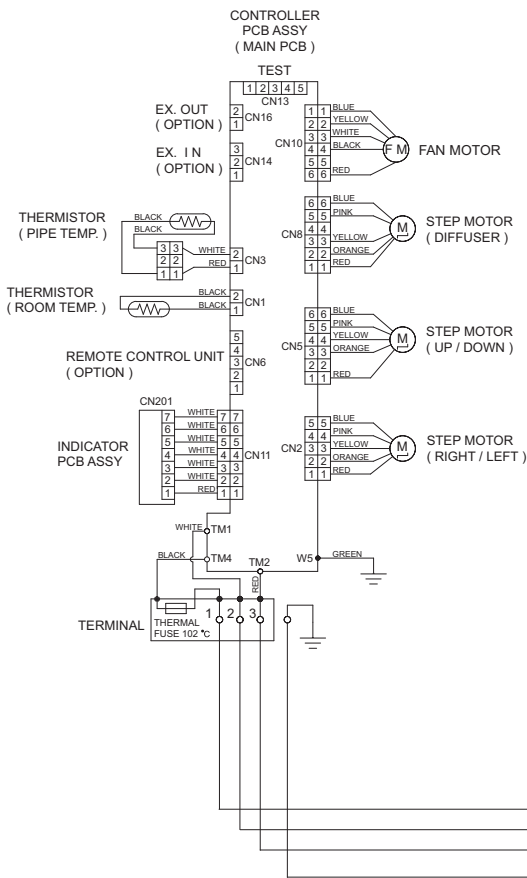 CONTROLLER
PCB ASSY
( MAIN PCB )
TEST
1 2 3 4 5
CN13
EX. OUT
( OPTION )
2
1
CN16
EX. I N
( OPTION )
3
2
1
CN14
CN10
1 1 BLUE
2 2 YELLOW
3 3 WHITE
4 4 BLACK
5 5
6 6 RED
F M
FAN MOTOR
THERMISTOR
( PIPE TEMP. )
BLACK
BLACK
3 3
2 2
1 1
WHITE 2
RED 1
CN3
CN8
6 6 BLUE
5 5 PINK
4 4
3 3 YELLOW
2 2 ORANGE
1 1 RED
M
STEP MOTOR
( DIFFUSER )
THERMISTOR
( ROOM TEMP. )
BLACK 2
BLACK 1
CN1
REMOTE CONTROL UNIT
( OPTION )
5
4
3
2
1
CN6
CN5
6 6 BLUE
5 5 PINK
4 4 YELLOW
3 3 ORANGE
2 2
1 1 RED
M
STEP MOTOR
( UP / DOWN )
CN201
INDICATOR
PCB ASSY
7 WHITE 7 7
6 WHITE 6 6
5 WHITE 5 5
4 WHITE 4 4
3 WHITE 3 3
2 WHITE 2 2
1 RED 1 1
CN11
CN2
5 5 BLUE
4 4 PINK
3 3 YELLOW
2 2 ORANGE
1 1 RED
M
STEP MOTOR
( RIGHT / LEFT )
WHITE TM1
BLACK TM4
TM2
W5 GREEN
RED
TERMINAL
THERMAL
FUSE 102 °C
1 2 3